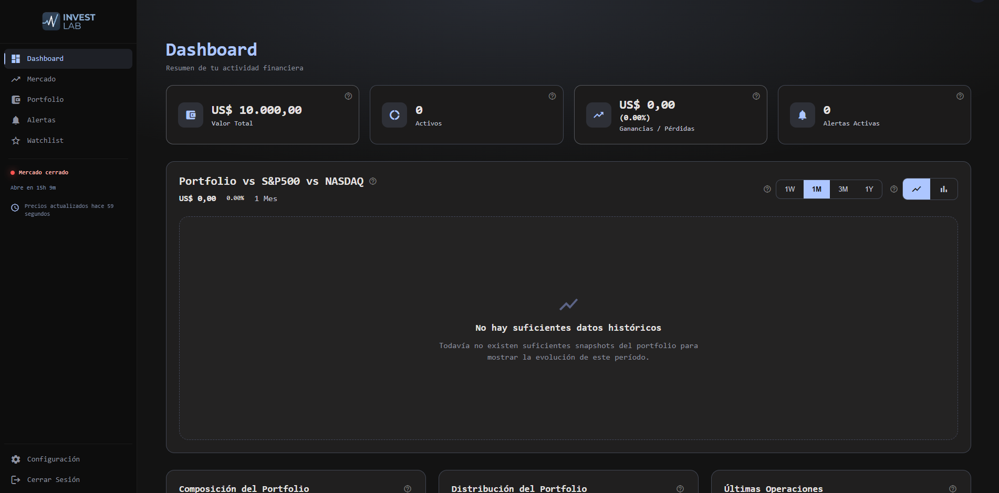 INVEST
LAB
Dashboard
Mercado
Portfolio
Alertas
Watchlist
Mercado cerrado
Abre en 15h 9m
Precios actualizados hace 59
segundos
Configuración
Cerrar Sesión
Dashboard
Resumen de tu actividad financiera
US$ 10.000,00
Valor Total
0
Activos
US$ 0,00
(0.00%)
Ganancias / Pérdidas
0
Alertas Activas
Portfolio vs S&P500 vs NASDAQ
US$ 0,00 0.00% 1 Mes
1W 1M 3M 1Y
No hay suficientes datos históricos
Todavía no existen suficientes snapshots del portfolio para
mostrar la evolución de este período.
Composición del Portfolio
Distribución del Portfolio
Últimas Operaciones